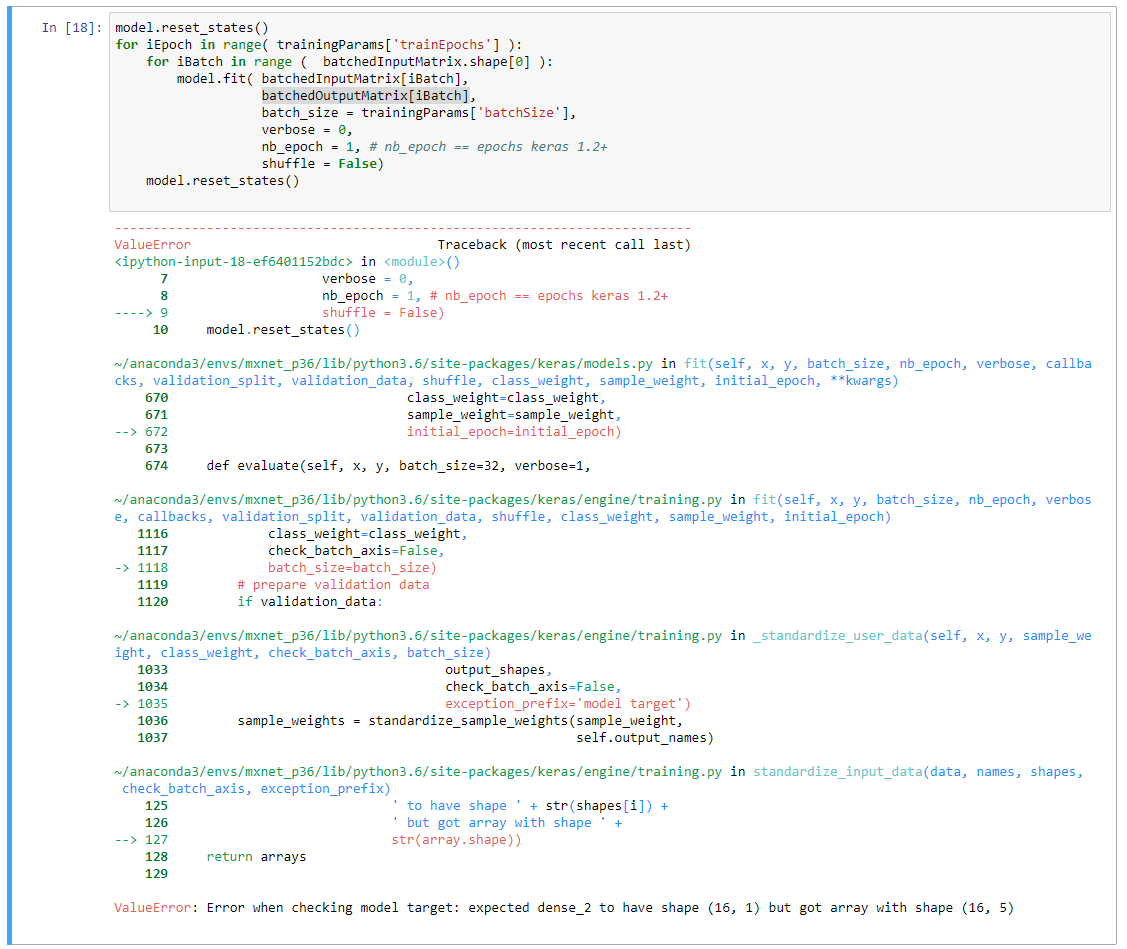 In [18]: model.reset_states()
for iEpoch in range( trainingParams['trainEpochs'] ):
    for iBatch in range (  batchedInputMatrix.shape[0] ):
        model.fit( batchedInputMatrix[iBatch],
                   batchedOutputMatrix[iBatch],
                   batch_size = trainingParams['batchSize'],
                   verbose = 0,
                   nb_epoch = 1, # nb_epoch == epochs keras 1.2+
                   shuffle = False)
    model.reset_states()
---------------------------------------------------------------------------
ValueError                                Traceback (most recent call last)
<ipython-input-18-ef6401152bdc> in <module>()
      7                    verbose = 0,
      8                    nb_epoch = 1, # nb_epoch == epochs keras 1.2+
----> 9                    shuffle = False)
     10     model.reset_states()
~/anaconda3/envs/mxnet_p36/lib/python3.6/site-packages/keras/models.py in fit(self, x, y, batch_size, nb_epoch, verbose, callba
cks, validation_split, validation_data, shuffle, class_weight, sample_weight, initial_epoch, **kwargs)
    670                               class_weight=class_weight,
    671                               sample_weight=sample_weight,
--> 672                               initial_epoch=initial_epoch)
    673
    674     def evaluate(self, x, y, batch_size=32, verbose=1,
~/anaconda3/envs/mxnet_p36/lib/python3.6/site-packages/keras/engine/training.py in fit(self, x, y, batch_size, nb_epoch, verbos
e, callbacks, validation_split, validation_data, shuffle, class_weight, sample_weight, initial_epoch)
   1116             class_weight=class_weight,
   1117             check_batch_axis=False,
-> 1118             batch_size=batch_size)
   1119         # prepare validation data
   1120         if validation_data:
~/anaconda3/envs/mxnet_p36/lib/python3.6/site-packages/keras/engine/training.py in _standardize_user_data(self, x, y, sample_we
ight, class_weight, check_batch_axis, batch_size)
   1033                                    output_shapes,
   1034                                    check_batch_axis=False,
-> 1035                                    exception_prefix='model target')
   1036         sample_weights = standardize_sample_weights(sample_weight,
   1037                                                     self.output_names)
~/anaconda3/envs/mxnet_p36/lib/python3.6/site-packages/keras/engine/training.py in standardize_input_data(data, names, shapes,
 check_batch_axis, exception_prefix)
    125                             ' to have shape ' + str(shapes[i]) +
    126                             ' but got array with shape ' +
--> 127                             str(array.shape))
    128     return arrays
    129
ValueError: Error when checking model target: expected dense_2 to have shape (16, 1) but got array with shape (16, 5)